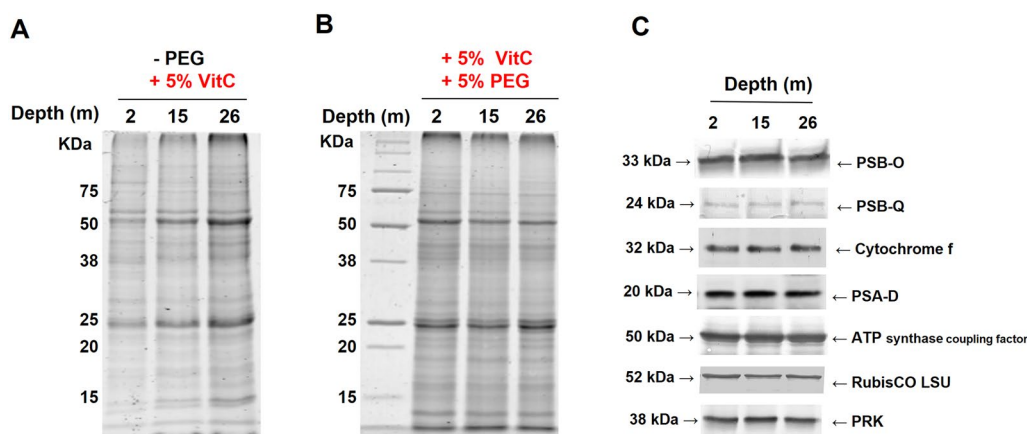 A
- PEG
+ 5% VitC
Depth (m) 2 15 26
KDa
75
50
38
25
20
15
B
+ 5% VitC
+ 5% PEG
Depth (m) 2 15 26
KDa
75
50
38
25
20
15
C
Depth (m)
2 15 26
33 kDa → ← PSB-O
24 kDa → ← PSB-Q
32 kDa → ← Cytochrome f
20 kDa → ← PSA-D
50 kDa → ← ATP synthase coupling factor
52 kDa → ← RubisCO LSU
38 kDa → ← PRK